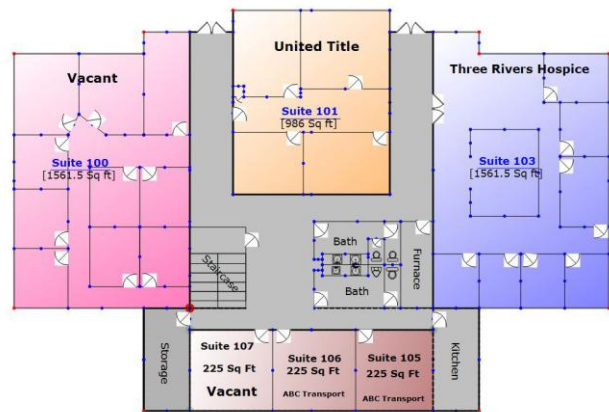 United Title
Vacant
Three Rivers Hospice
Suite 101
[986 Sq ft]
Suite 100
[1561.5 Sq ft]
Suite 103
[1561.5 Sq ft]
Bath
Staircase
Furnace
Bath
Storage
Suite 107
225 Sq Ft
Vacant
Suite 106
225 Sq Ft
ABC Transport
Suite 105
225 Sq Ft
ABC Transport
Kitchen